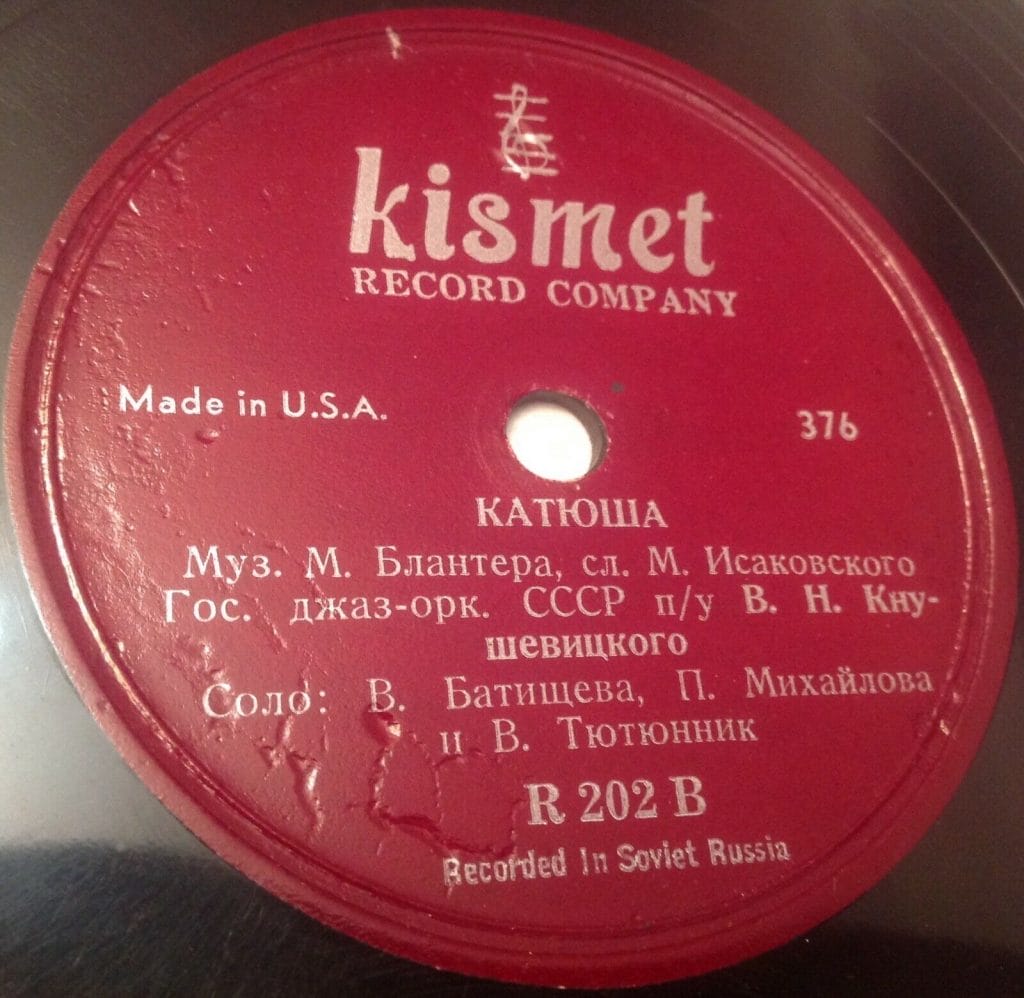 kismet
RECORD COMPANY
Made in U.S.A.
376
КАТЮША
Муз. М. Блантера, сл. М. Исаковского
Гос. джаз-орк. СССР п/у В. Н. Кну-
шевицкого
Соло: В. Батищева, П. Михайлова
и В. Тютюнник
R 202 B
Recorded In Soviet Russia